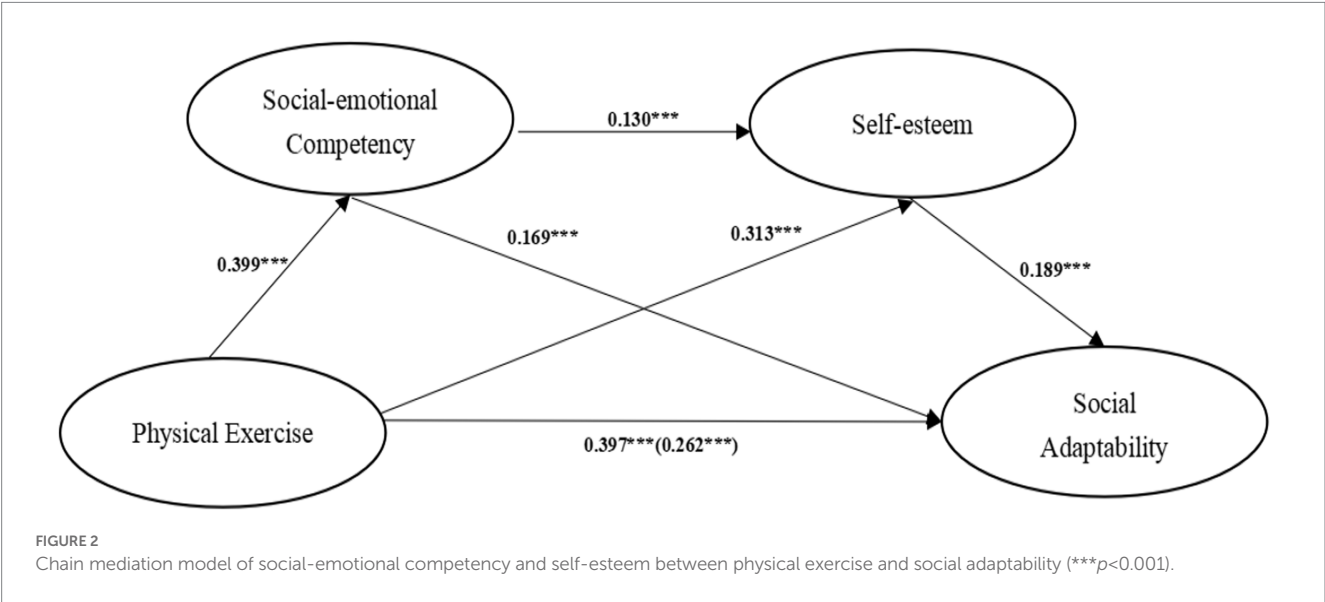 Social-emotional
Competency
0.130***
Self-esteem
0.399***
0.169***
0.313***
0.189***
Physical Exercise
0.397***(0.262***)
Social
Adaptability
FIGURE 2
Chain mediation model of social-emotional competency and self-esteem between physical exercise and social adaptability (***p<0.001).